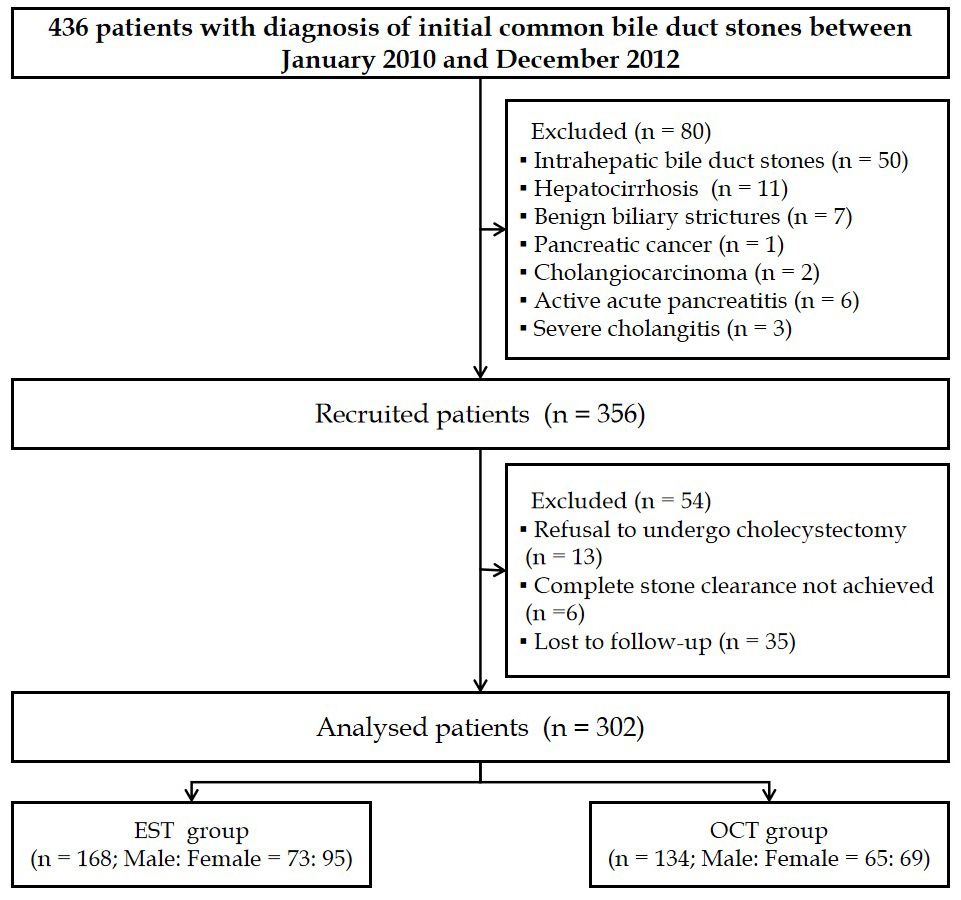 436 patients with diagnosis of initial common bile duct stones between
January 2010 and December 2012
Excluded (n = 80)
▪ Intrahepatic bile duct stones (n = 50)
▪ Hepatocirrhosis (n = 11)
▪ Benign biliary strictures (n = 7)
▪ Pancreatic cancer (n = 1)
▪ Cholangiocarcinoma (n = 2)
▪ Active acute pancreatitis (n = 6)
▪ Severe cholangitis (n = 3)
Recruited patients (n = 356)
Excluded (n = 54)
▪ Refusal to undergo cholecystectomy
(n = 13)
▪ Complete stone clearance not achieved
(n =6)
▪ Lost to follow-up (n = 35)
Analysed patients (n = 302)
EST group
(n = 168; Male: Female = 73: 95)
OCT group
(n = 134; Male: Female = 65: 69)